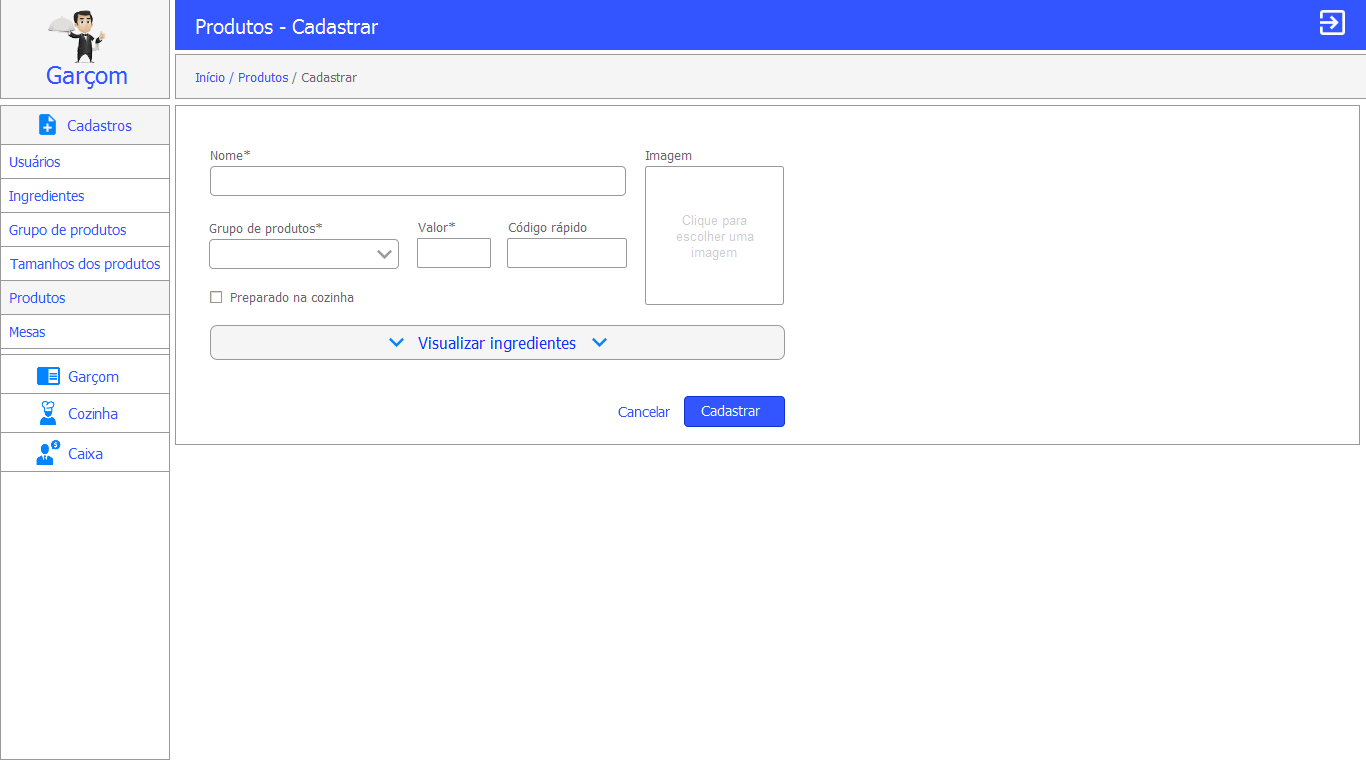 Garçom
Produtos - Cadastrar
Início / Produtos / Cadastrar
Cadastros
Usuários
Ingredientes
Grupo de produtos
Tamanhos dos produtos
Produtos
Mesas
Garçom
Cozinha
Caixa
Nome*
Imagem
Clique para
escolher uma
imagem
Grupo de produtos*
Valor*
Código rápido
Preparado na cozinha
Visualizar ingredientes
Cancelar
Cadastrar